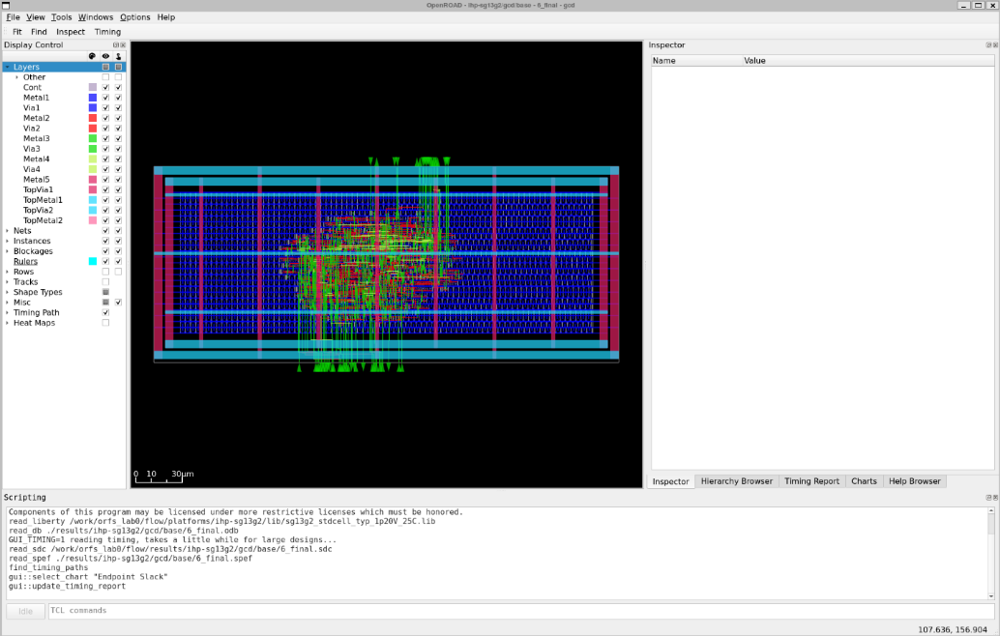 OpenROAD - ihp-sg13g2/gcd/base - 6_final - gcd
File View Tools Windows Options Help
Fit Find Inspect Timing
Display Control
Layers
Other
Cont
Metal1
Via1
Metal2
Via2
Metal3
Via3
Metal4
Via4
Metal5
TopVia1
TopMetal1
TopVia2
TopMetal2
Nets
Instances
Blockages
Rulers
Rows
Tracks
Shape Types
Misc
Timing Path
Heat Maps
0 10 30μm
Inspector
Name Value
Inspector Hierarchy Browser Timing Report Charts Help Browser
Scripting
Components of this program may be licensed under more restrictive licenses which must be honored.
read_liberty /work/orfs_lab0/flow/platforms/ihp-sg13g2/lib/sg13g2_stdcell_typ_1p20V_25C.lib
read_db ./results/ihp-sg13g2/gcd/base/6_final.odb
GUI_TIMING=1 reading timing, takes a little while for large designs...
read_sdc /work/orfs_lab0/flow/results/ihp-sg13g2/gcd/base/6_final.sdc
read_spef ./results/ihp-sg13g2/gcd/base/6_final.spef
find_timing_paths
gui::select_chart "Endpoint Slack"
gui::update_timing_report
Idle TCL commands
107.636, 156.904